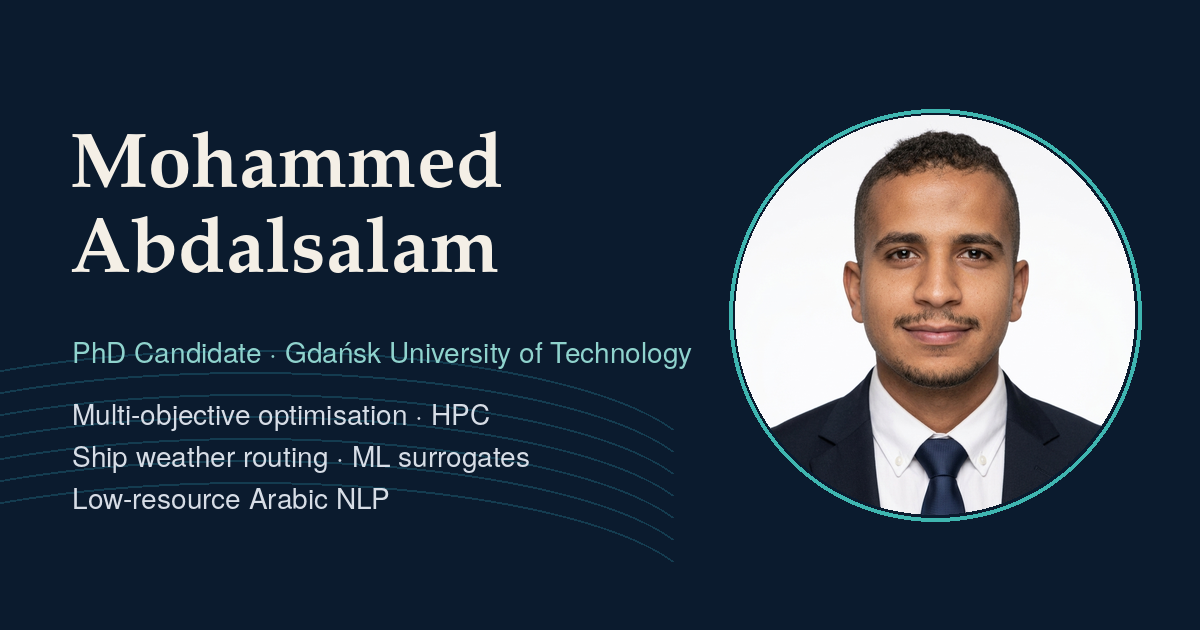 Mohammed
Abdalsalam
PhD Candidate · Gdańsk University of Technology
Multi-objective optimisation · HPC
Ship weather routing · ML surrogates
Low-resource Arabic NLP